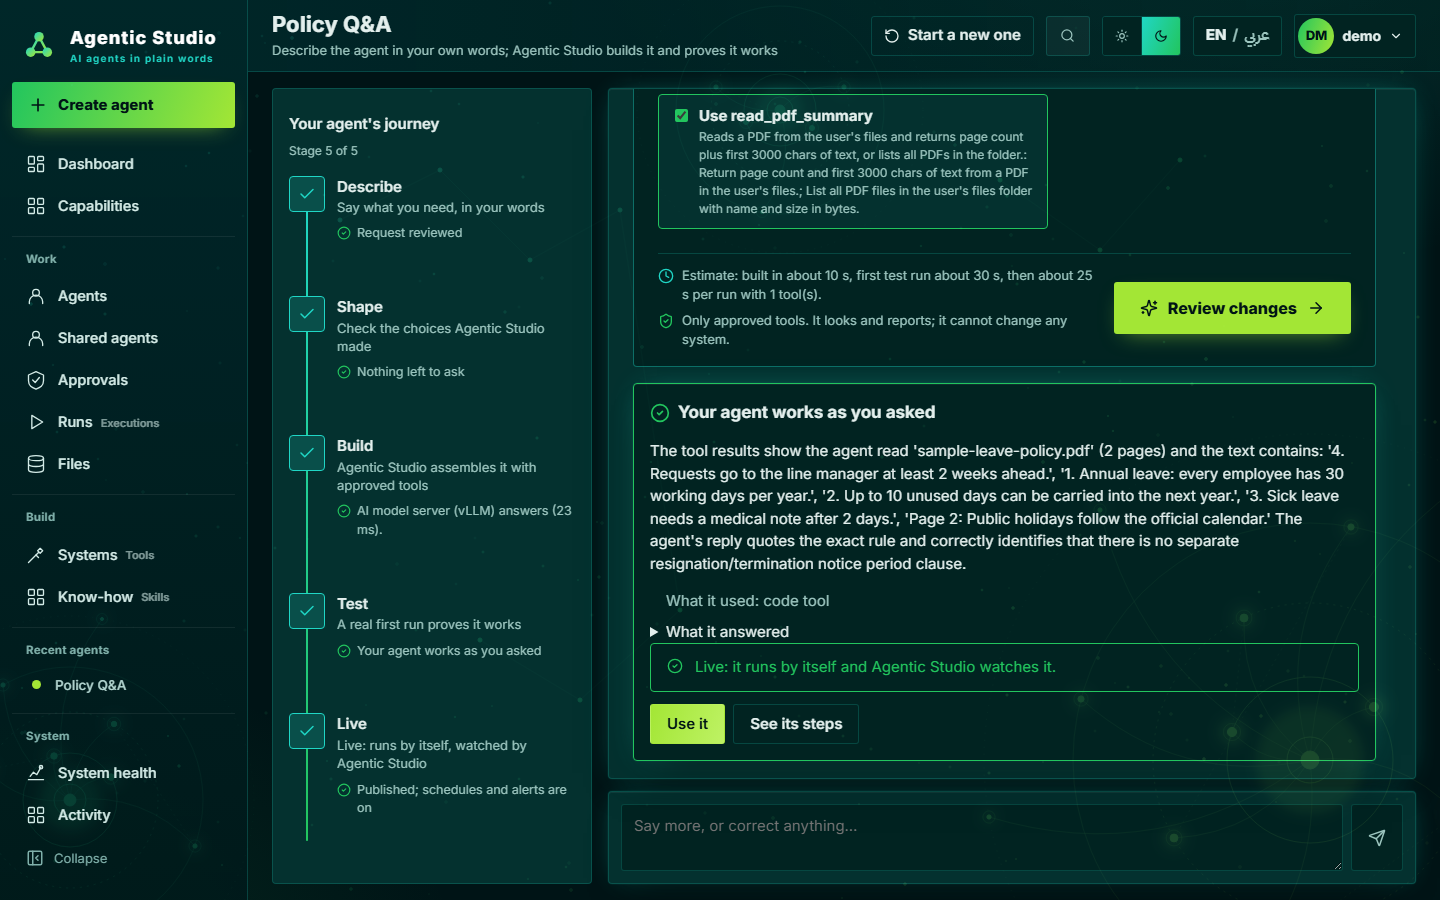 Agentic Studio
AI agents in plain words
Create agent
Dashboard
Capabilities
Work
Agents
Shared agents
Approvals
Runs Executions
Files
Build
Systems Tools
Know-how Skills
Recent agents
Policy Q&A
System
System health
Activity
Collapse
Policy Q&A
Describe the agent in your own words; Agentic Studio builds it and proves it works
Start a new one
EN / عربي
DM demo
Your agent's journey
Stage 5 of 5
Describe
Say what you need, in your words
Request reviewed
Shape
Check the choices Agentic Studio
made
Nothing left to ask
Build
Agentic Studio assembles it with
approved tools
AI model server (vLLM) answers (23
ms).
Test
A real first run proves it works
Your agent works as you asked
Live
Live: runs by itself, watched by
Agentic Studio
Published; schedules and alerts are
on
Use read_pdf_summary
Reads a PDF from the user's files and returns page count
plus first 3000 chars of text, or lists all PDFs in the folder.:
Return page count and first 3000 chars of text from a PDF
in the user's files.; List all PDF files in the user's files folder
with name and size in bytes.
Estimate: built in about 10 s, first test run about 30 s, then about 25
s per run with 1 tool(s).
Only approved tools. It looks and reports; it cannot change any
system.
Review changes
Your agent works as you asked
The tool results show the agent read 'sample-leave-policy.pdf' (2 pages) and the text contains: '4.
Requests go to the line manager at least 2 weeks ahead.', '1. Annual leave: every employee has 30
working days per year.', '2. Up to 10 unused days can be carried into the next year.', '3. Sick leave
needs a medical note after 2 days.', 'Page 2: Public holidays follow the official calendar.' The
agent's reply quotes the exact rule and correctly identifies that there is no separate
resignation/termination notice period clause.
What it used: code tool
What it answered
Live: it runs by itself and Agentic Studio watches it.
Use it
See its steps
Say more, or correct anything...